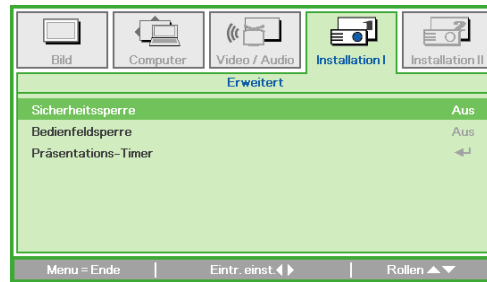 Bild Computer Video / Audio Installation I Installation II
Erweitert
Sicherheitssperre Aus
Bedienfeldsperre Aus
Präsentations-Timer
Menu = Ende Eintr. einst. Rollen